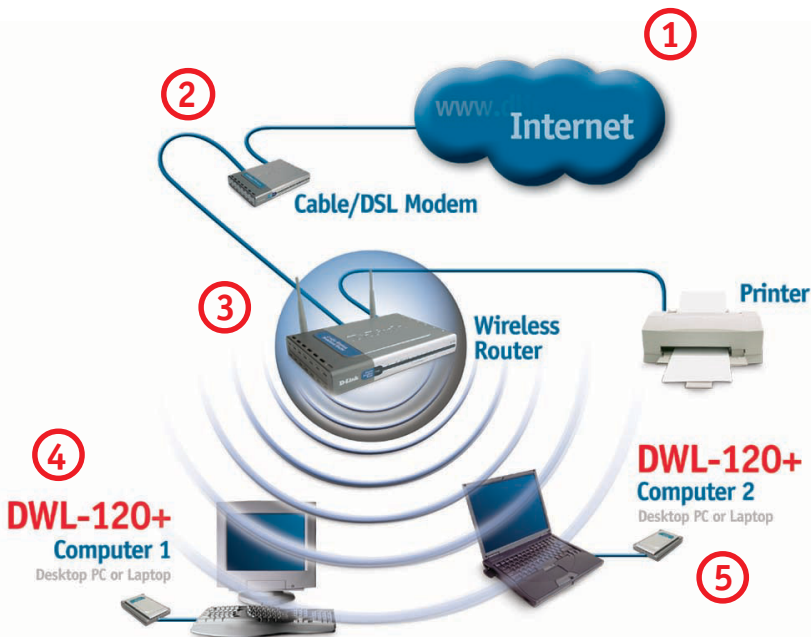 1
2
www.d
Internet
Cable/DSL Modem
3
Printer
Wireless
Router
D-Link
4
DWL-120+
Computer 1
Desktop PC or Laptop
DWL-120+
Computer 2
Desktop PC or Laptop
5